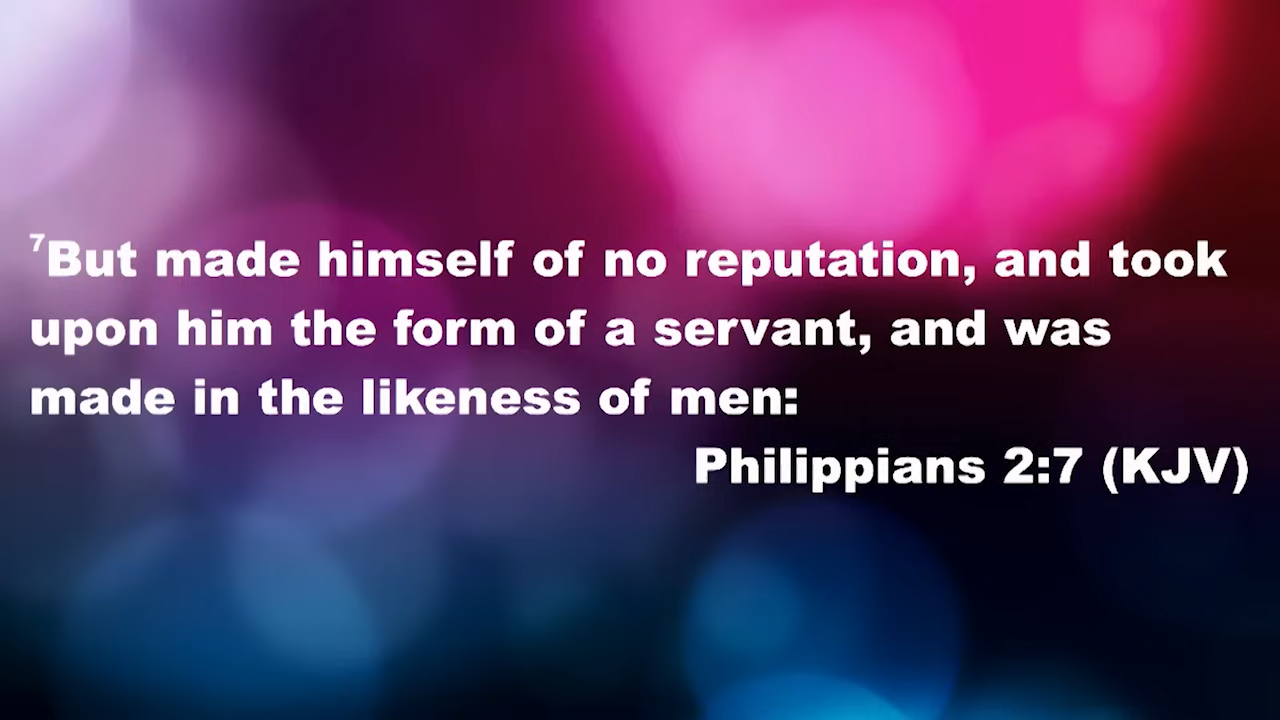 ⁷But made himself of no reputation, and took
upon him the form of a servant, and was
made in the likeness of men:
Philippians 2:7 (KJV)